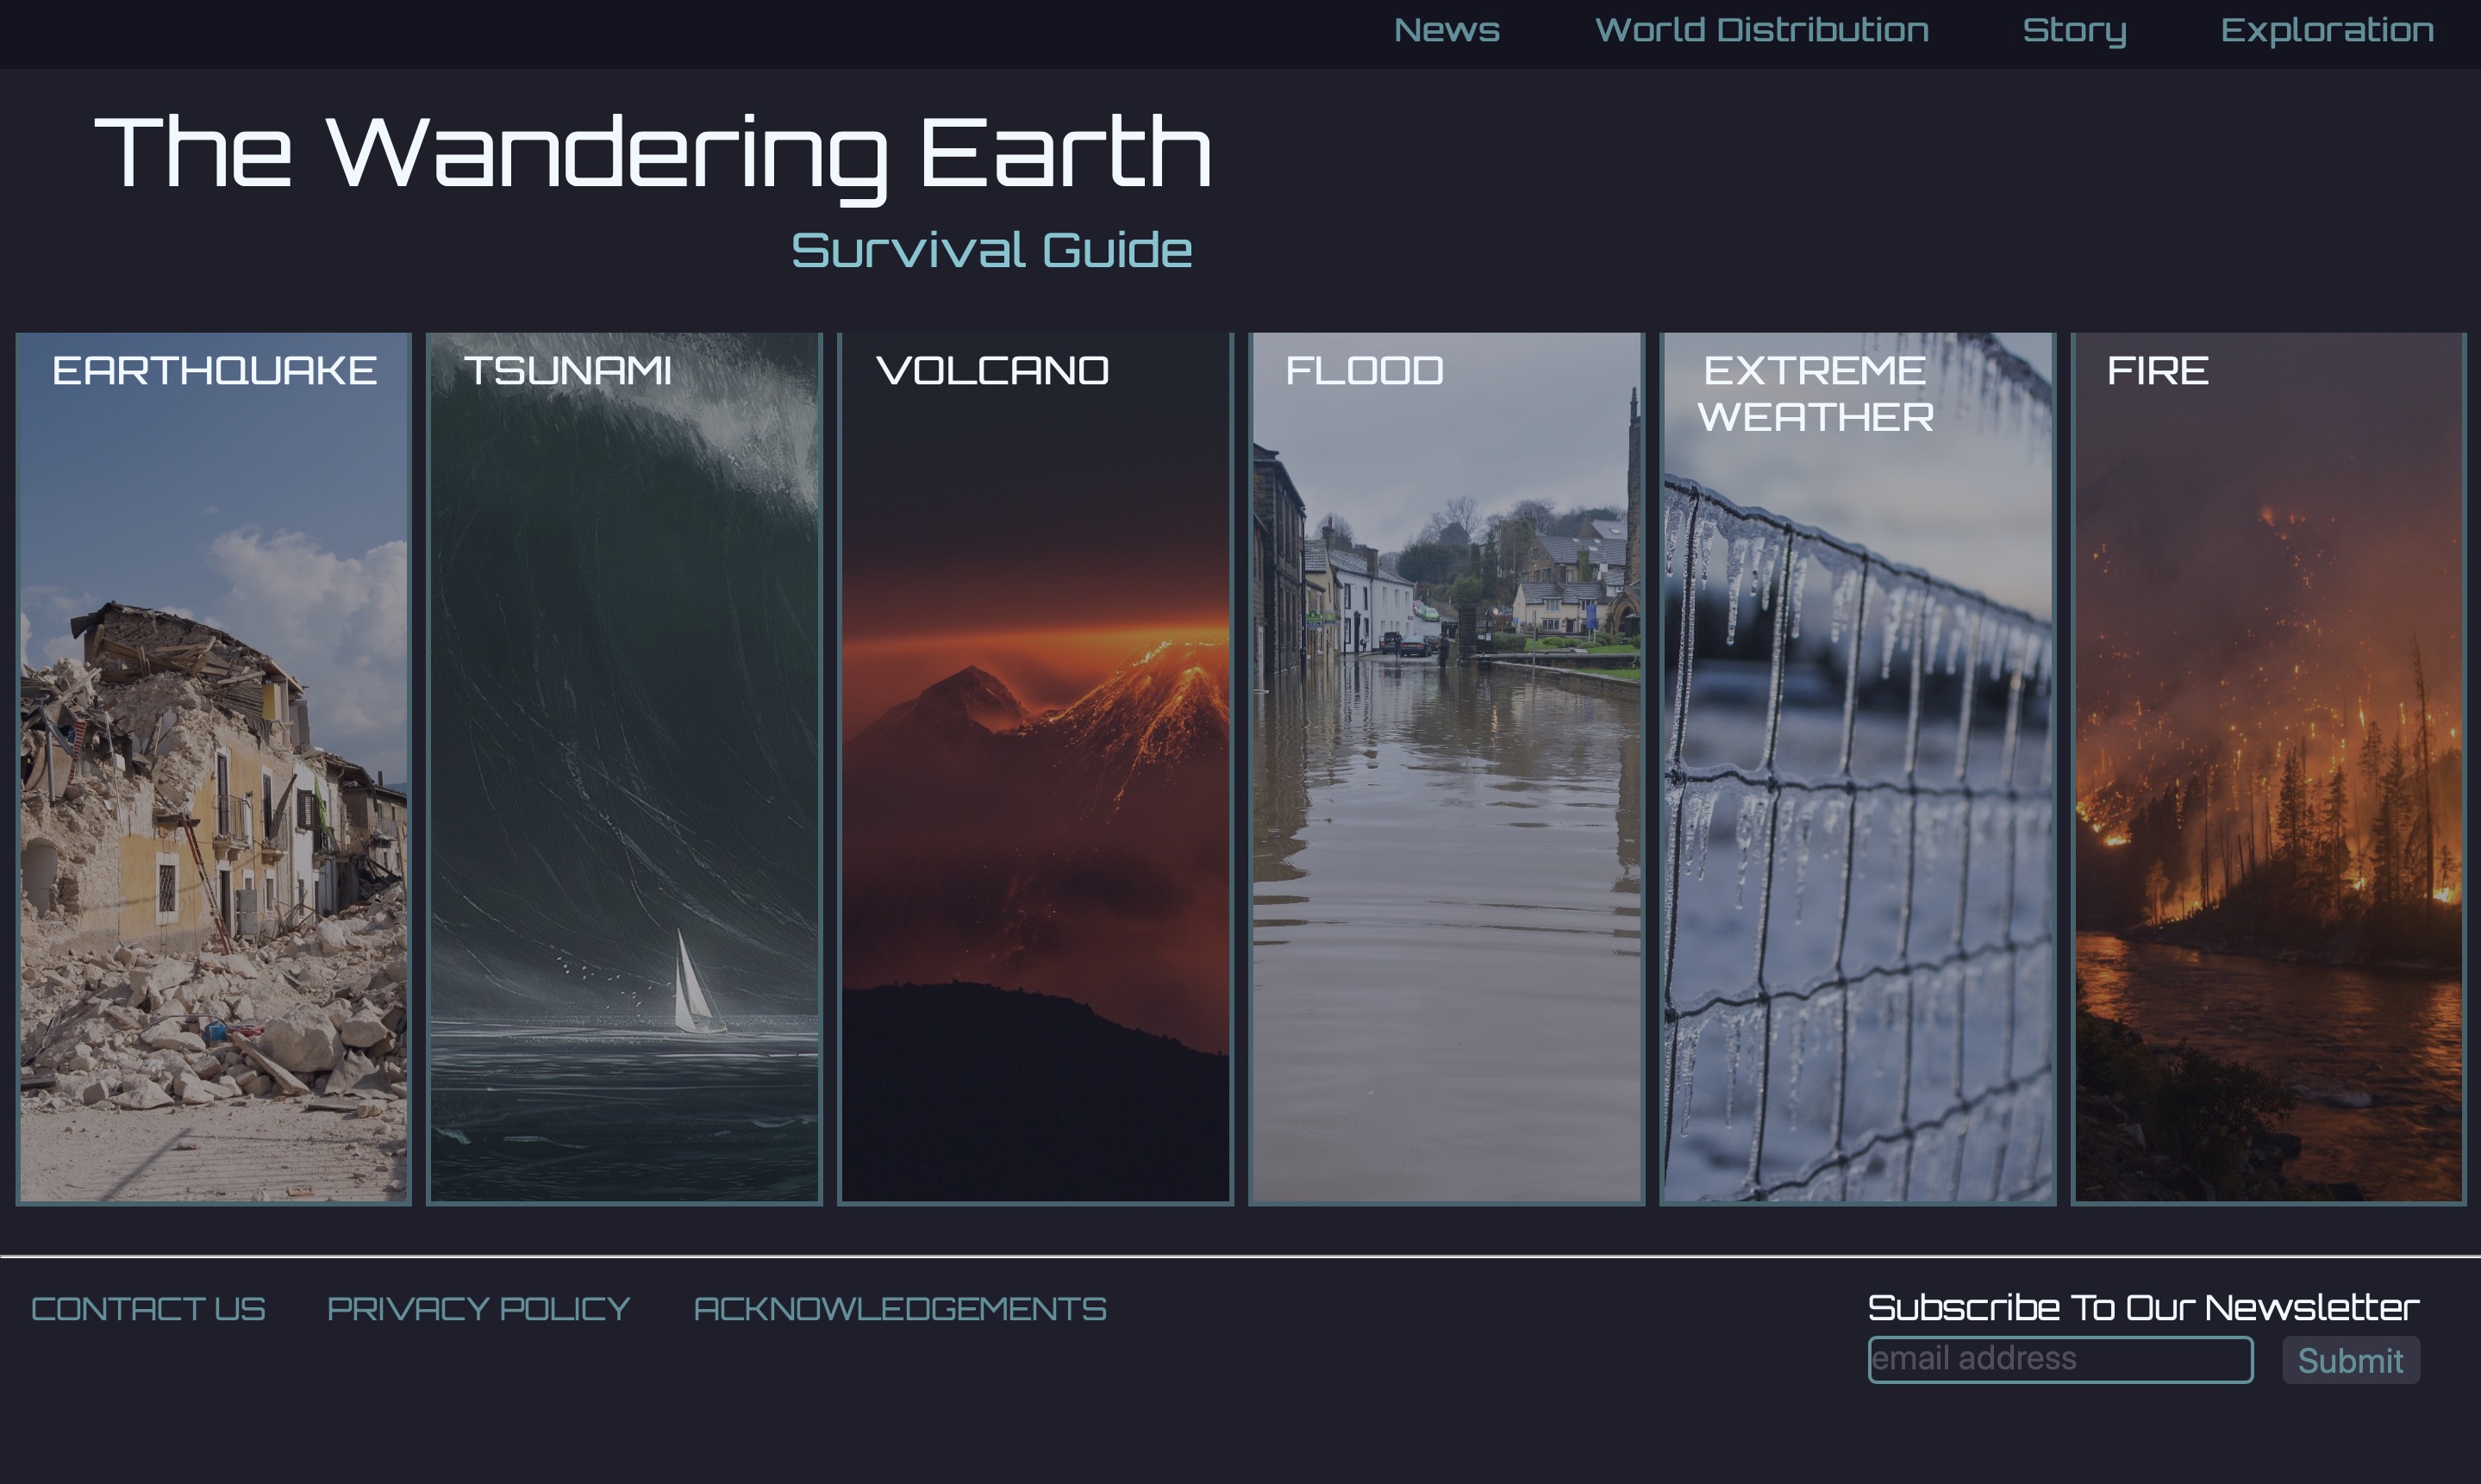 News World Distribution Story Exploration
The Wandering Earth
Survival Guide
EARTHQUAKE
TSUNAMI
VOLCANO
FLOOD
EXTREME
WEATHER
FIRE
CONTACT US PRIVACY POLICY ACKNOWLEDGEMENTS
Subscribe To Our Newsletter
email address Submit